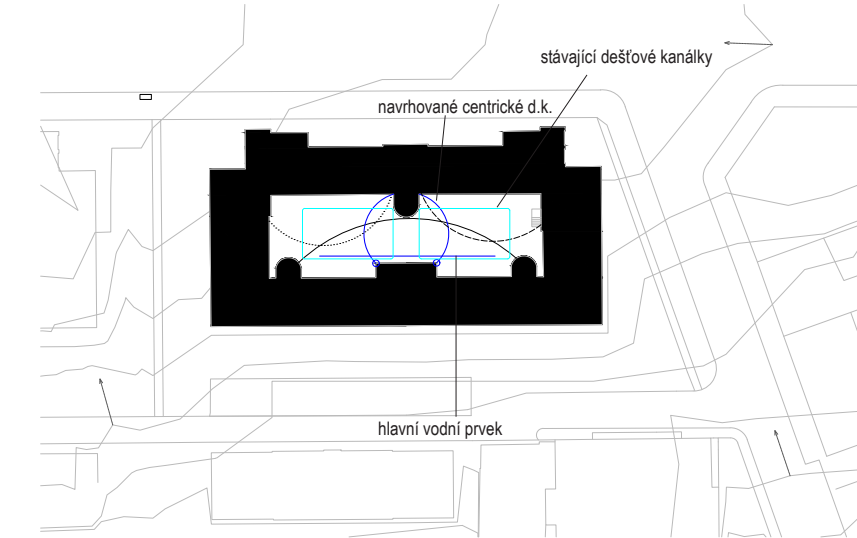 stávající dešťové kanálky
navrhované centrické d.k.
hlavní vodní prvek